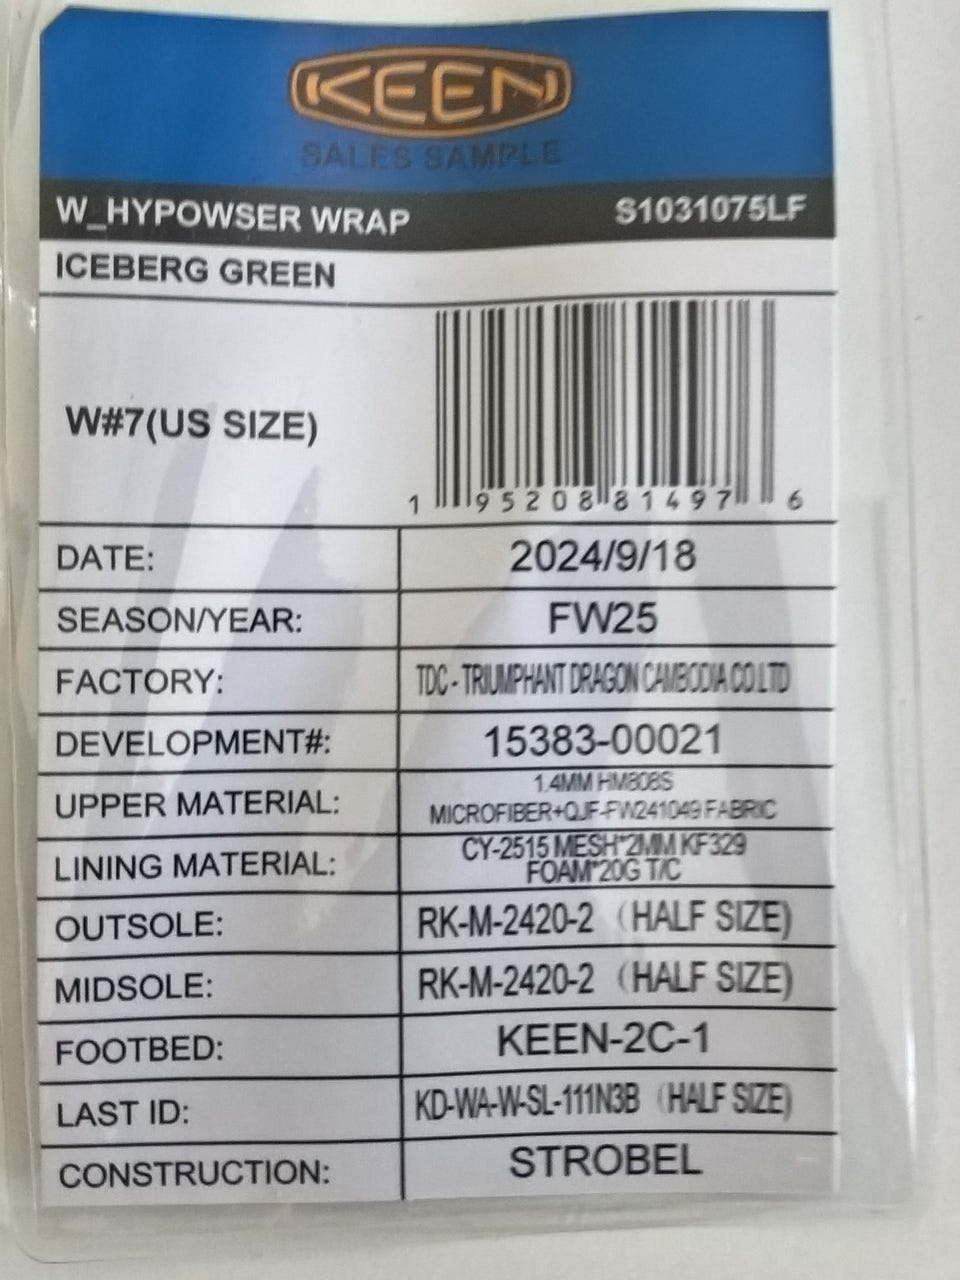 KEEN
SALES SAMPLE
W_HYPOWSER WRAP S1031075LF
ICEBERG GREEN
W#7(US SIZE)
1 95208 81497 6
DATE: 2024/9/18
SEASON/YEAR: FW25
FACTORY: TDC - TRIUMPHANT DRAGON CAMBODIA CO LTD
DEVELOPMENT#: 15383-00021
UPPER MATERIAL: 1.4MM HM808S
MICROFIBER+QJF-FW241049 FABRIC
LINING MATERIAL: CY-2515 MESH*2MM KF329
FOAM*20G T/C
OUTSOLE: RK-M-2420-2 (HALF SIZE)
MIDSOLE: RK-M-2420-2 (HALF SIZE)
FOOTBED: KEEN-2C-1
LAST ID: KD-WA-W-SL-111N3B (HALF SIZE)
CONSTRUCTION: STROBEL